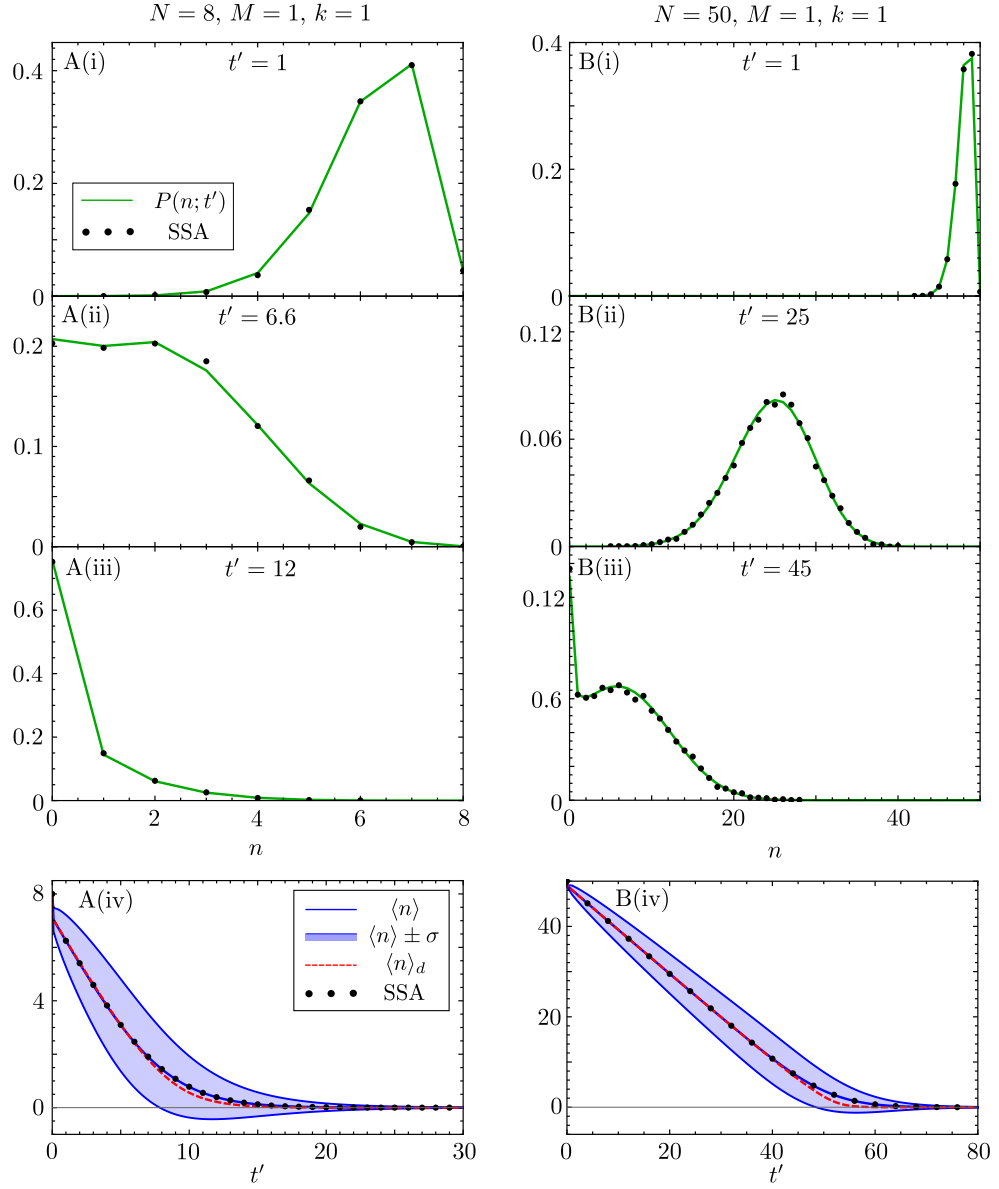 N = 8, M = 1, k = 1
N = 50, M = 1, k = 1
A(i)
t′ = 1
0.4
0.2
0
P(n; t′)
SSA
B(i)
t′ = 1
0.4
0.2
0
A(ii)
t′ = 6.6
0.2
0.1
0
B(ii)
t′ = 25
0.12
0.06
0
A(iii)
t′ = 12
0.6
0.4
0.2
0
0 2 4 6 8
n
B(iii)
t′ = 45
0.12
0.6
0
0 20 40
n
A(iv)
8
4
0
⟨n⟩
⟨n⟩ ± σ
⟨n⟩d
SSA
0 10 20 30
t′
B(iv)
40
20
0
0 20 40 60 80
t′